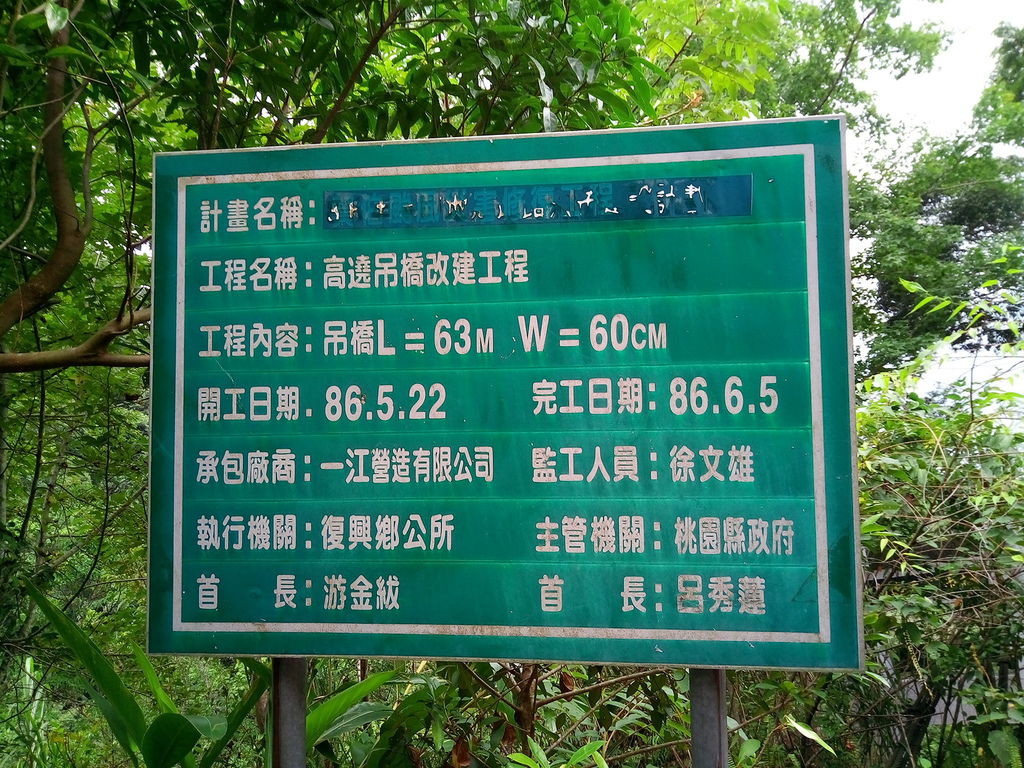 計畫名稱：
工程名稱：高遶吊橋改建工程
工程內容：吊橋L＝63M W＝60CM
開工日期．86.5.22 完工日期：86.6.5
承包廠商：一江營造有限公司 監工人員：徐文雄
執行機關：復興鄉公所 主管機關：桃園縣政府
首 長：游金紱 首 長：呂秀蓮